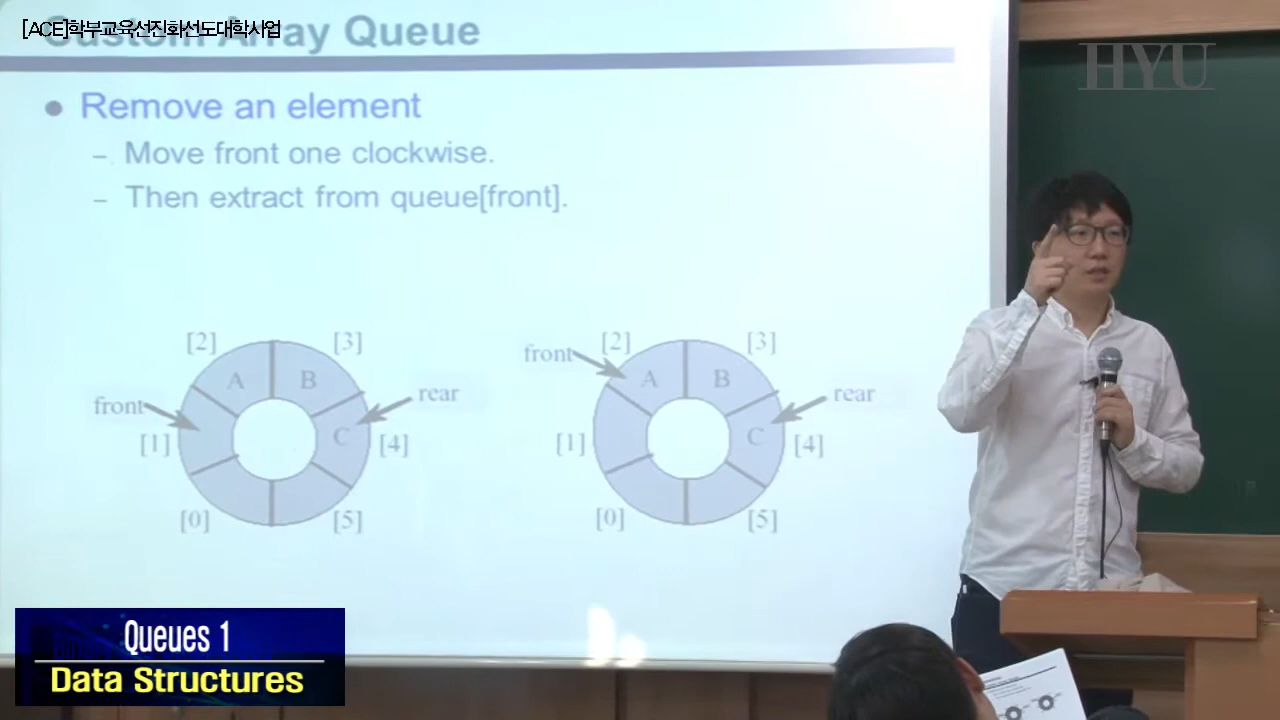 [ACE]학부교육선진화선도대학사업
Custom Array Queue
HYU
● Remove an element
– Move front one clockwise.
– Then extract from queue[front].
[2] [3]
A B
front rear
[1] C [4]
[0] [5]
front [2] [3]
A B
rear
[1] C [4]
[0] [5]
Queues 1
Data Structures